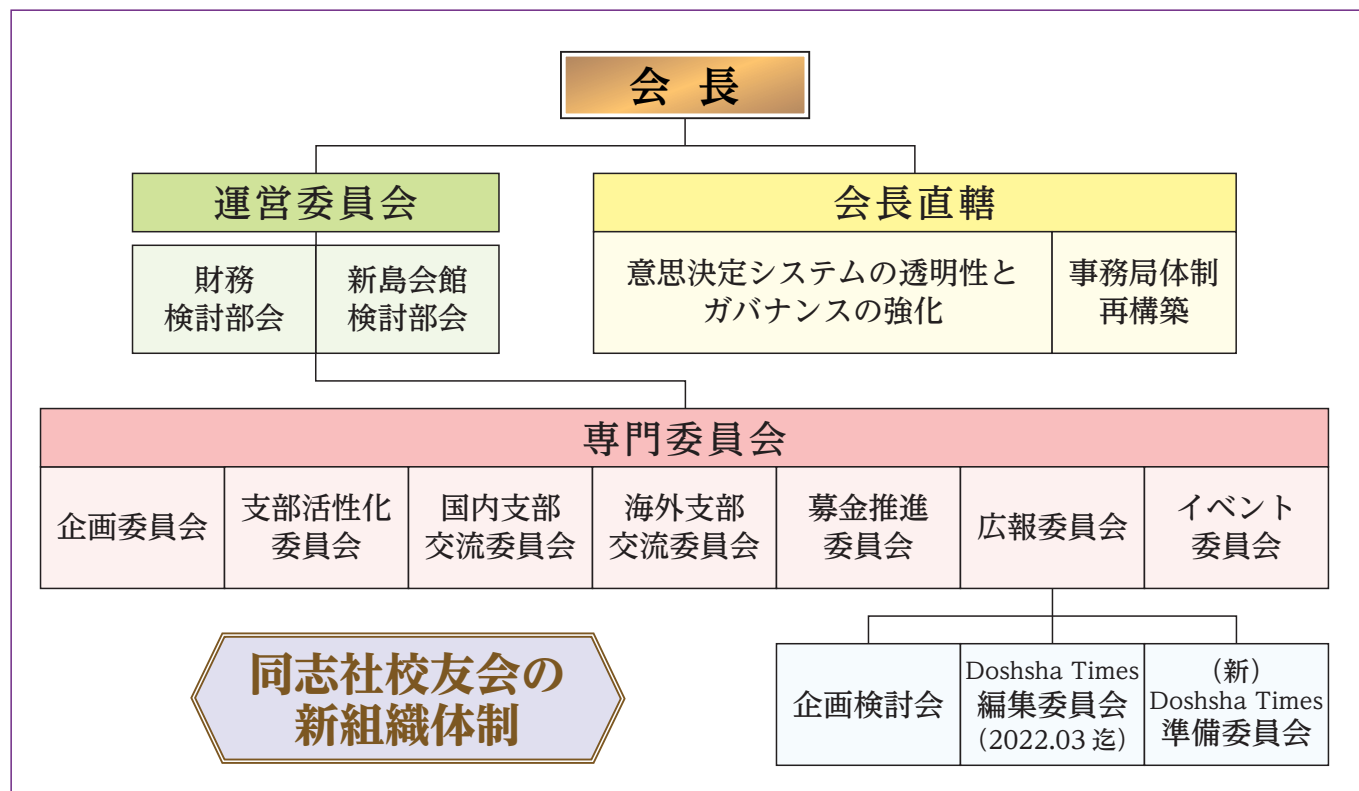 会長
運営委員会
会長直轄
財務
検討部会
新島会館
検討部会
意思決定システムの透明性と
ガバナンスの強化
事務局体制
再構築
専門委員会
企画委員会
支部活性化
委員会
国内支部
交流委員会
海外支部
交流委員会
募金推進
委員会
広報委員会
イベント
委員会
企画検討会
Doshsha Times
編集委員会
（2022.03 迄）
（新）
Doshsha Times
準備委員会
同志社校友会の
新組織体制